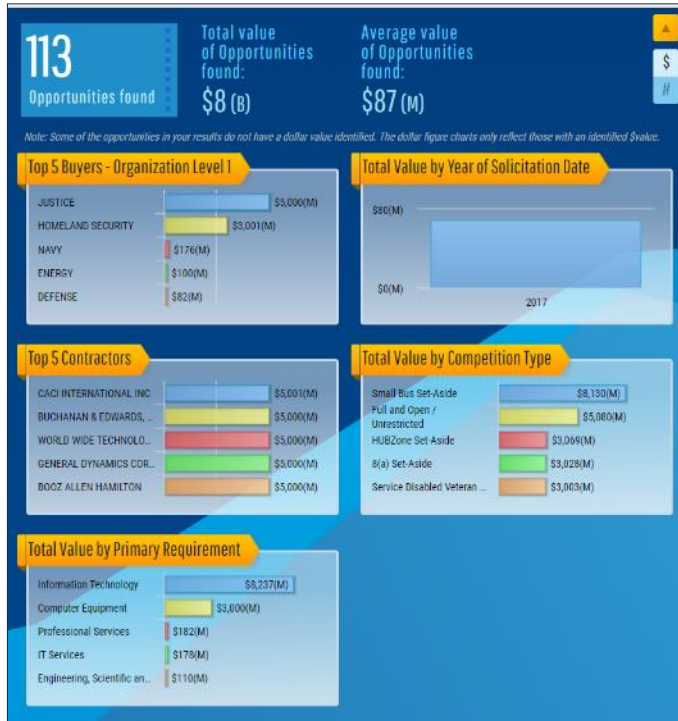 113
Opportunities found
Total value
of Opportunities
found:
$8 (B)
Average value
of Opportunities
found:
$87 (M)
$
#
Note: Some of the opportunities in your results do not have a dollar value identified. The dollar figure charts only reflect those with an identified $value.
Top 5 Buyers - Organization Level 1
JUSTICE $5,000(M)
HOMELAND SECURITY $3,001(M)
NAVY $176(M)
ENERGY $100(M)
DEFENSE $82(M)
Total Value by Year of Solicitation Date
$80(M)
$0(M)
2017
Top 5 Contractors
CACI INTERNATIONAL INC $5,001(M)
BUCHANAN & EDWARDS, ... $5,000(M)
WORLD WIDE TECHNOLO... $5,000(M)
GENERAL DYNAMICS COR... $5,000(M)
BOOZ ALLEN HAMILTON $5,000(M)
Total Value by Competition Type
Small Bus Set-Aside $8,130(M)
Full and Open /
Unrestricted $5,080(M)
HUBZone Set-Aside $3,069(M)
8(a) Set-Aside $3,028(M)
Service Disabled Veteran ... $3,003(M)
Total Value by Primary Requirement
Information Technology $8,237(M)
Computer Equipment $3,000(M)
Professional Services $182(M)
IT Services $178(M)
Engineering, Scientific an... $110(M)